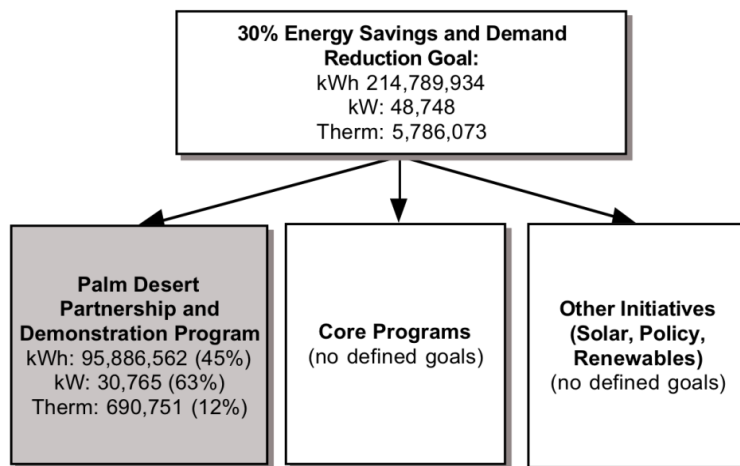 30% Energy Savings and Demand
Reduction Goal:
kWh 214,789,934
kW: 48,748
Therm: 5,786,073
Palm Desert
Partnership and
Demonstration Program
kWh: 95,886,562 (45%)
kW: 30,765 (63%)
Therm: 690,751 (12%)
Core Programs
(no defined goals)
Other Initiatives
(Solar, Policy,
Renewables)
(no defined goals)